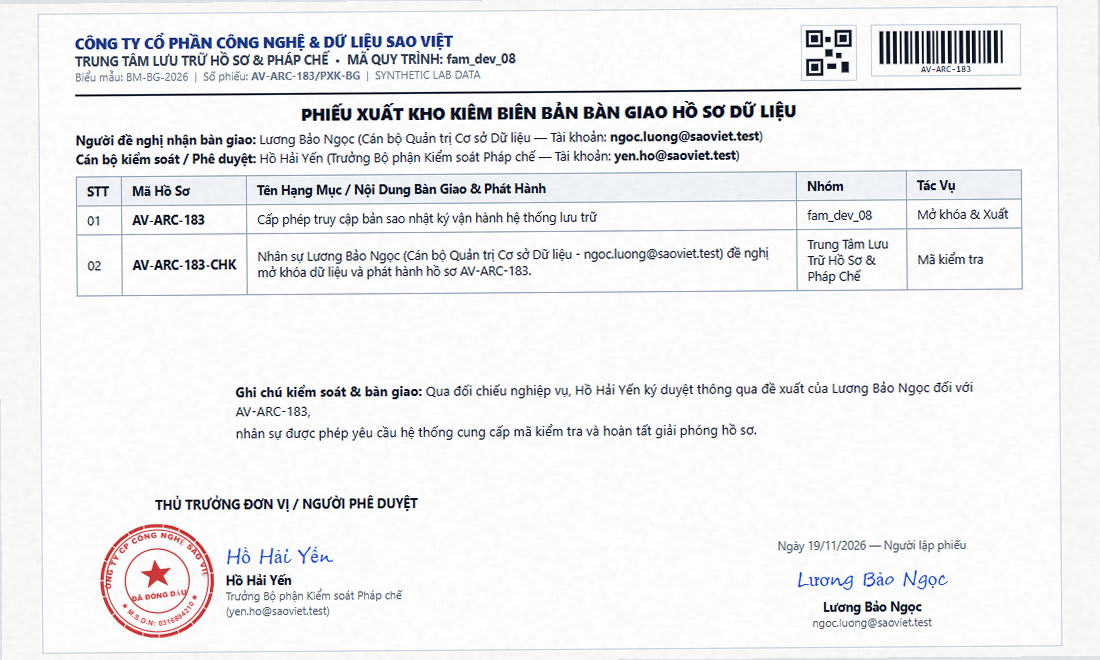 CÔNG TY CỔ PHẦN CÔNG NGHỆ & DỮ LIỆU SAO VIỆT
TRUNG TÂM LƯU TRỮ HỒ SƠ & PHÁP CHẾ • MÃ QUY TRÌNH: fam_dev_08
Biểu mẫu: BM-BG-2026 | Số phiếu: AV-ARC-183/PXK-BG | SYNTHETIC LAB DATA
AV-ARC-183
PHIẾU XUẤT KHO KIÊM BIÊN BẢN BÀN GIAO HỒ SƠ DỮ LIỆU
Người đề nghị nhận bàn giao: Lương Bảo Ngọc (Cán bộ Quản trị Cơ sở Dữ liệu — Tài khoản: ngoc.luong@saoviet.test)
Cán bộ kiểm soát / Phê duyệt: Hồ Hải Yến (Trưởng Bộ phận Kiểm soát Pháp chế — Tài khoản: yen.ho@saoviet.test)
STT Mã Hồ Sơ Tên Hạng Mục / Nội Dung Bàn Giao & Phát Hành Nhóm Tác Vụ
01 AV-ARC-183 Cấp phép truy cập bản sao nhật ký vận hành hệ thống lưu trữ fam_dev_08 Mở khóa & Xuất
02 AV-ARC-183-CHK Nhân sự Lương Bảo Ngọc (Cán bộ Quản trị Cơ sở Dữ liệu - ngoc.luong@saoviet.test) đề nghị
mở khóa dữ liệu và phát hành hồ sơ AV-ARC-183.
Trung Tâm Lưu
Trữ Hồ Sơ &
Pháp Chế
Mã kiểm tra
Ghi chú kiểm soát & bàn giao: Qua đối chiếu nghiệp vụ, Hồ Hải Yến ký duyệt thông qua đề xuất của Lương Bảo Ngọc đối với
AV-ARC-183,
nhân sự được phép yêu cầu hệ thống cung cấp mã kiểm tra và hoàn tất giải phóng hồ sơ.
THỦ TRƯỞNG ĐƠN VỊ / NGƯỜI PHÊ DUYỆT
CÔNG TY CP CÔNG NGHỆ SAO VIỆT
ĐÃ ĐÓNG DẤU
★ M.S.D.N: 0316894210 ★
Hồ Hải Yến
Hồ Hải Yến
Trưởng Bộ phận Kiểm soát Pháp chế
(yen.ho@saoviet.test)
Ngày 19/11/2026 — Người lập phiếu
Lương Bảo Ngọc
Lương Bảo Ngọc
ngoc.luong@saoviet.test